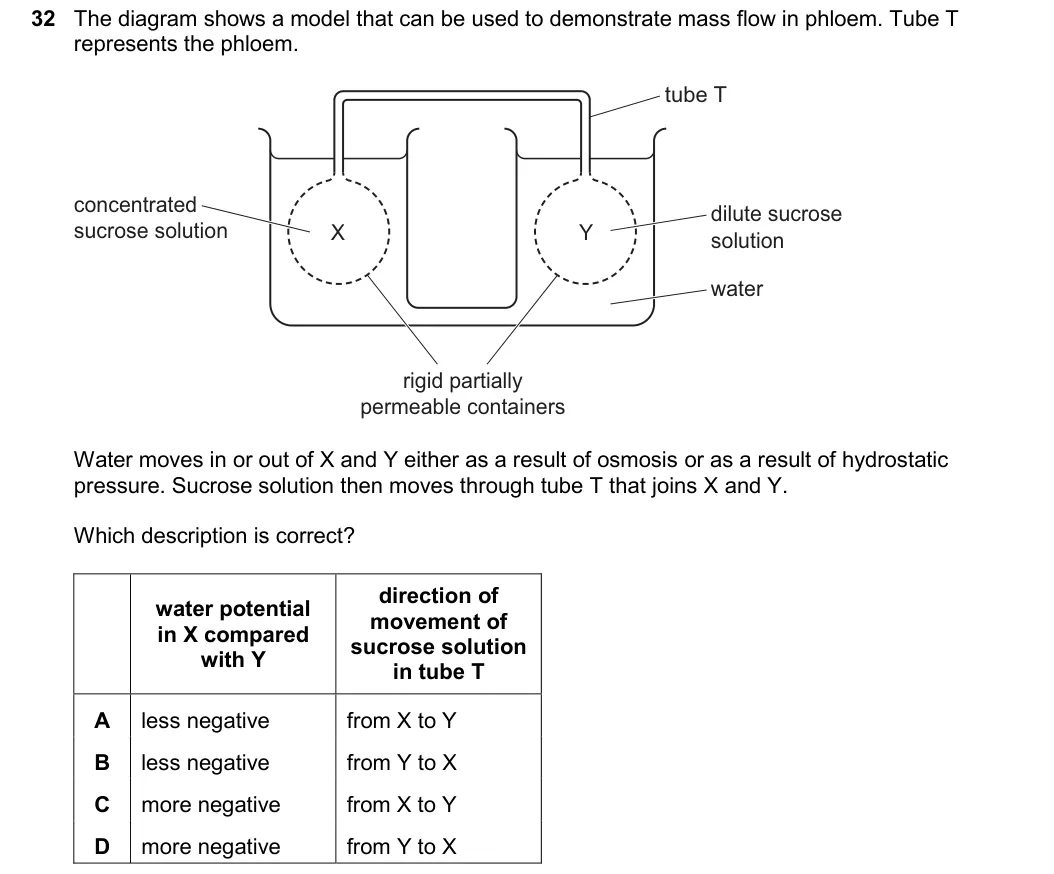 32 The diagram shows a model that can be used to demonstrate mass flow in phloem. Tube T
represents the phloem.
tube T
concentrated
sucrose solution
X
Y
dilute sucrose
solution
water
rigid partially
permeable containers
Water moves in or out of X and Y either as a result of osmosis or as a result of hydrostatic
pressure. Sucrose solution then moves through tube T that joins X and Y.
Which description is correct?
water potential
in X compared
with Y
direction of
movement of
sucrose solution
in tube T
A less negative from X to Y
B less negative from Y to X
C more negative from X to Y
D more negative from Y to X